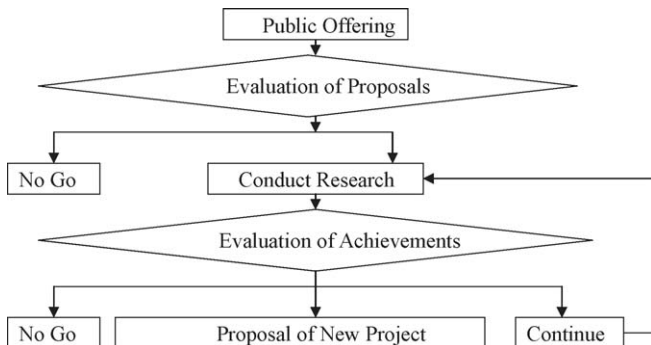 Public Offering
Evaluation of Proposals
No Go
Conduct Research
Evaluation of Achievements
No Go
Proposal of New Project
Continue